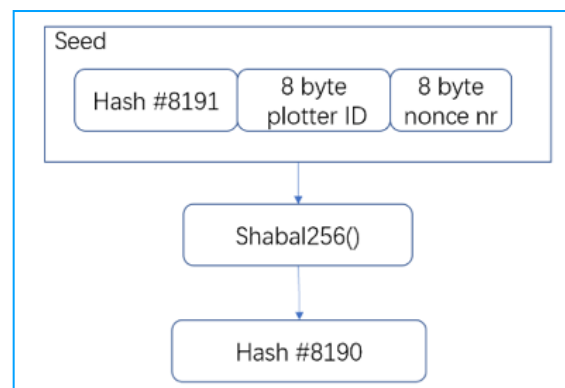 Seed
Hash #8191
8 byte
plotter ID
8 byte
nonce nr
Shabal256()
Hash #8190